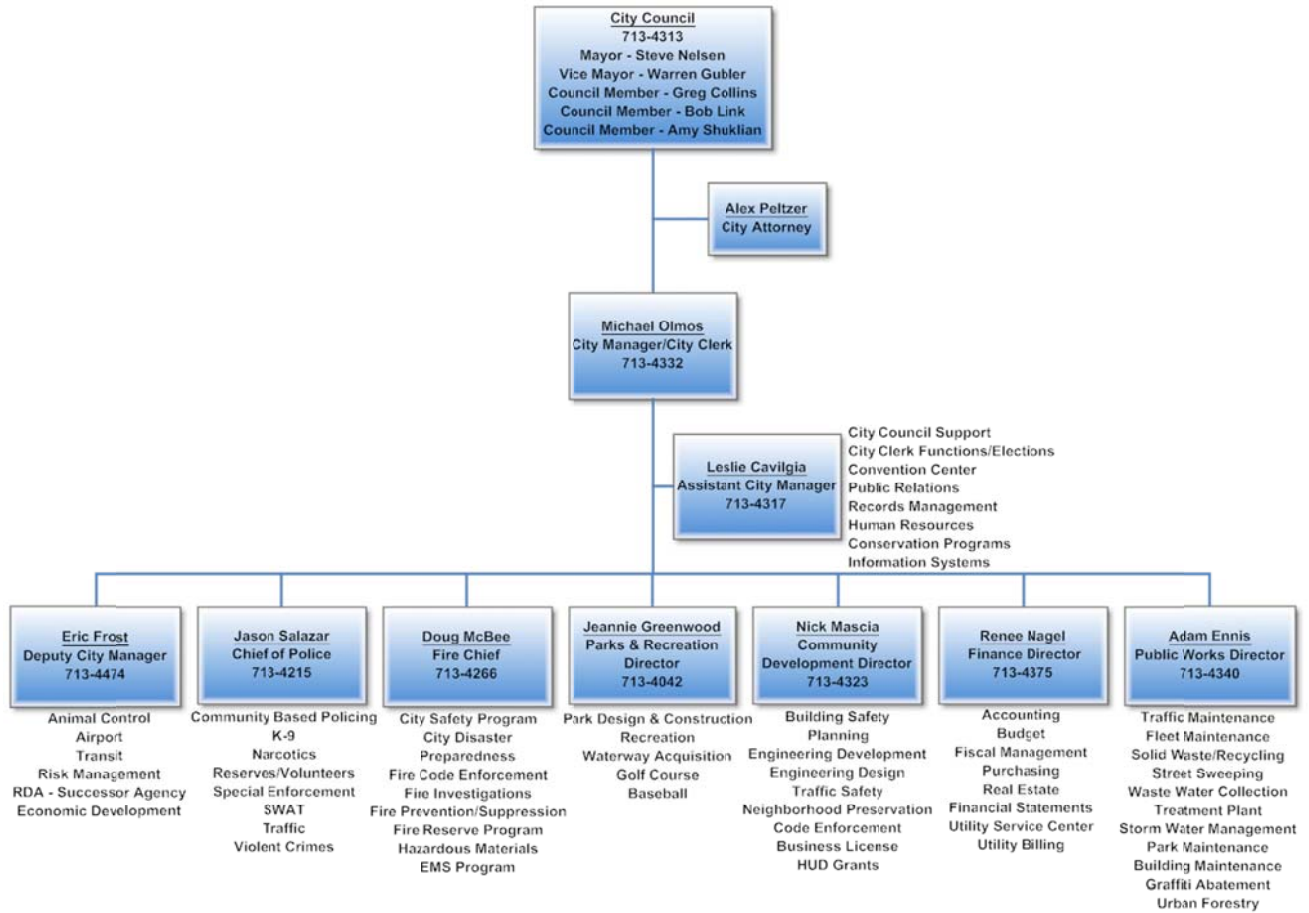 City Council
713-4313
Mayor - Steve Nelsen
Vice Mayor - Warren Gubler
Council Member - Greg Collins
Council Member - Bob Link
Council Member - Amy Shuklian
Alex Peltzer
City Attorney
Michael Olmos
City Manager/City Clerk
713-4332
Leslie Cavilgia
Assistant City Manager
713-4317
City Council Support
City Clerk Functions/Elections
Convention Center
Public Relations
Records Management
Human Resources
Conservation Programs
Information Systems
Eric Frost
Deputy City Manager
713-4474
Animal Control
Airport
Transit
Risk Management
RDA - Successor Agency
Economic Development
Jason Salazar
Chief of Police
713-4215
Community Based Policing
K-9
Narcotics
Reserves/Volunteers
Special Enforcement
SWAT
Traffic
Violent Crimes
Doug McBee
Fire Chief
713-4266
City Safety Program
City Disaster
Preparedness
Fire Code Enforcement
Fire Investigations
Fire Prevention/Suppression
Fire Reserve Program
Hazardous Materials
EMS Program
Jeannie Greenwood
Parks & Recreation
Director
713-4042
Park Design & Construction
Recreation
Waterway Acquisition
Golf Course
Baseball
Nick Mascia
Community
Development Director
713-4323
Building Safety
Planning
Engineering Development
Engineering Design
Traffic Safety
Neighborhood Preservation
Code Enforcement
Business License
HUD Grants
Renee Nagel
Finance Director
713-4375
Accounting
Budget
Fiscal Management
Purchasing
Real Estate
Financial Statements
Utility Service Center
Utility Billing
Adam Ennis
Public Works Director
713-4340
Traffic Maintenance
Fleet Maintenance
Solid Waste/Recycling
Street Sweeping
Waste Water Collection
Treatment Plant
Storm Water Management
Park Maintenance
Building Maintenance
Graffiti Abatement
Urban Forestry